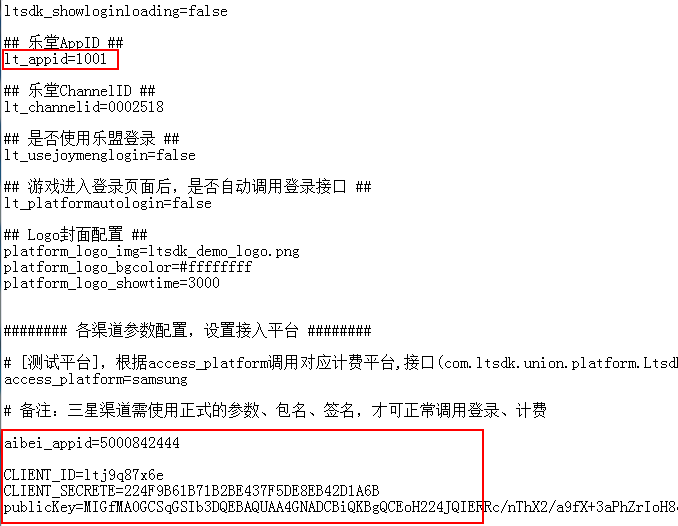 ltsdk_showloginloading=false
## 乐堂AppID ##
lt_appid=1001
## 乐堂ChannelID ##
lt_channelid=0002518
## 是否使用乐盟登录 ##
lt_usejoymenglogin=false
## 游戏进入登录页面后，是否自动调用登录接口 ##
lt_platformautologin=false
## Logo封面配置 ##
platform_logo_img=ltsdk_demo_logo.png
platform_logo_bgcolor=#ffffffff
platform_logo_showtime=3000
######## 各渠道参数配置，设置接入平台 ########
# [测试平台]，根据access_platform调用对应计费平台,接口(com.ltsdk.union.platform.Ltsd
access_platform=samsung
# 备注：三星渠道需使用正式的参数、包名、签名，才可正常调用登录、计费
aibei_appid=5000842444
CLIENT_ID=ltj9q87x6e
CLIENT_SECRETE=224F9B61B71B2BE437F5DE8EB42D1A6B
publicKey=MIGfMA0GCSqGSIb3DQEBAQUAA4GNADCBiQKBgQCEoH224JQIERRc/nThX2/a9fX+3aPhZrIoH84